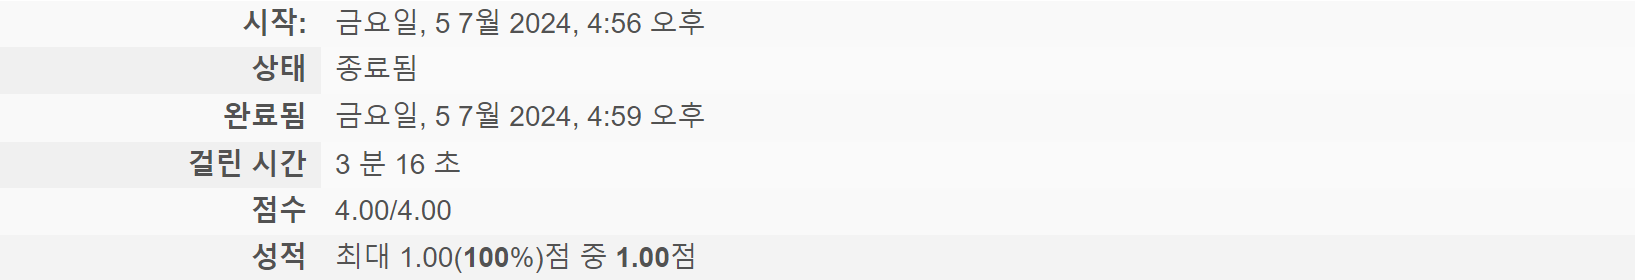 시작: 금요일, 5 7월 2024, 4:56 오후
상태 종료됨
완료됨 금요일, 5 7월 2024, 4:59 오후
걸린 시간 3 분 16 초
점수 4.00/4.00
성적 최대 1.00(100%)점 중 1.00점